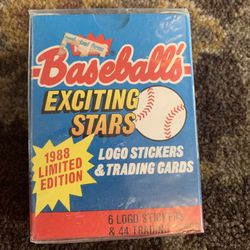 Baseball's
EXCITING
STARS
1988
LIMITED
EDITION
LOGO STICKERS
& TRADING CARDS
6 LOGO STICKERS
& 44 TRADING